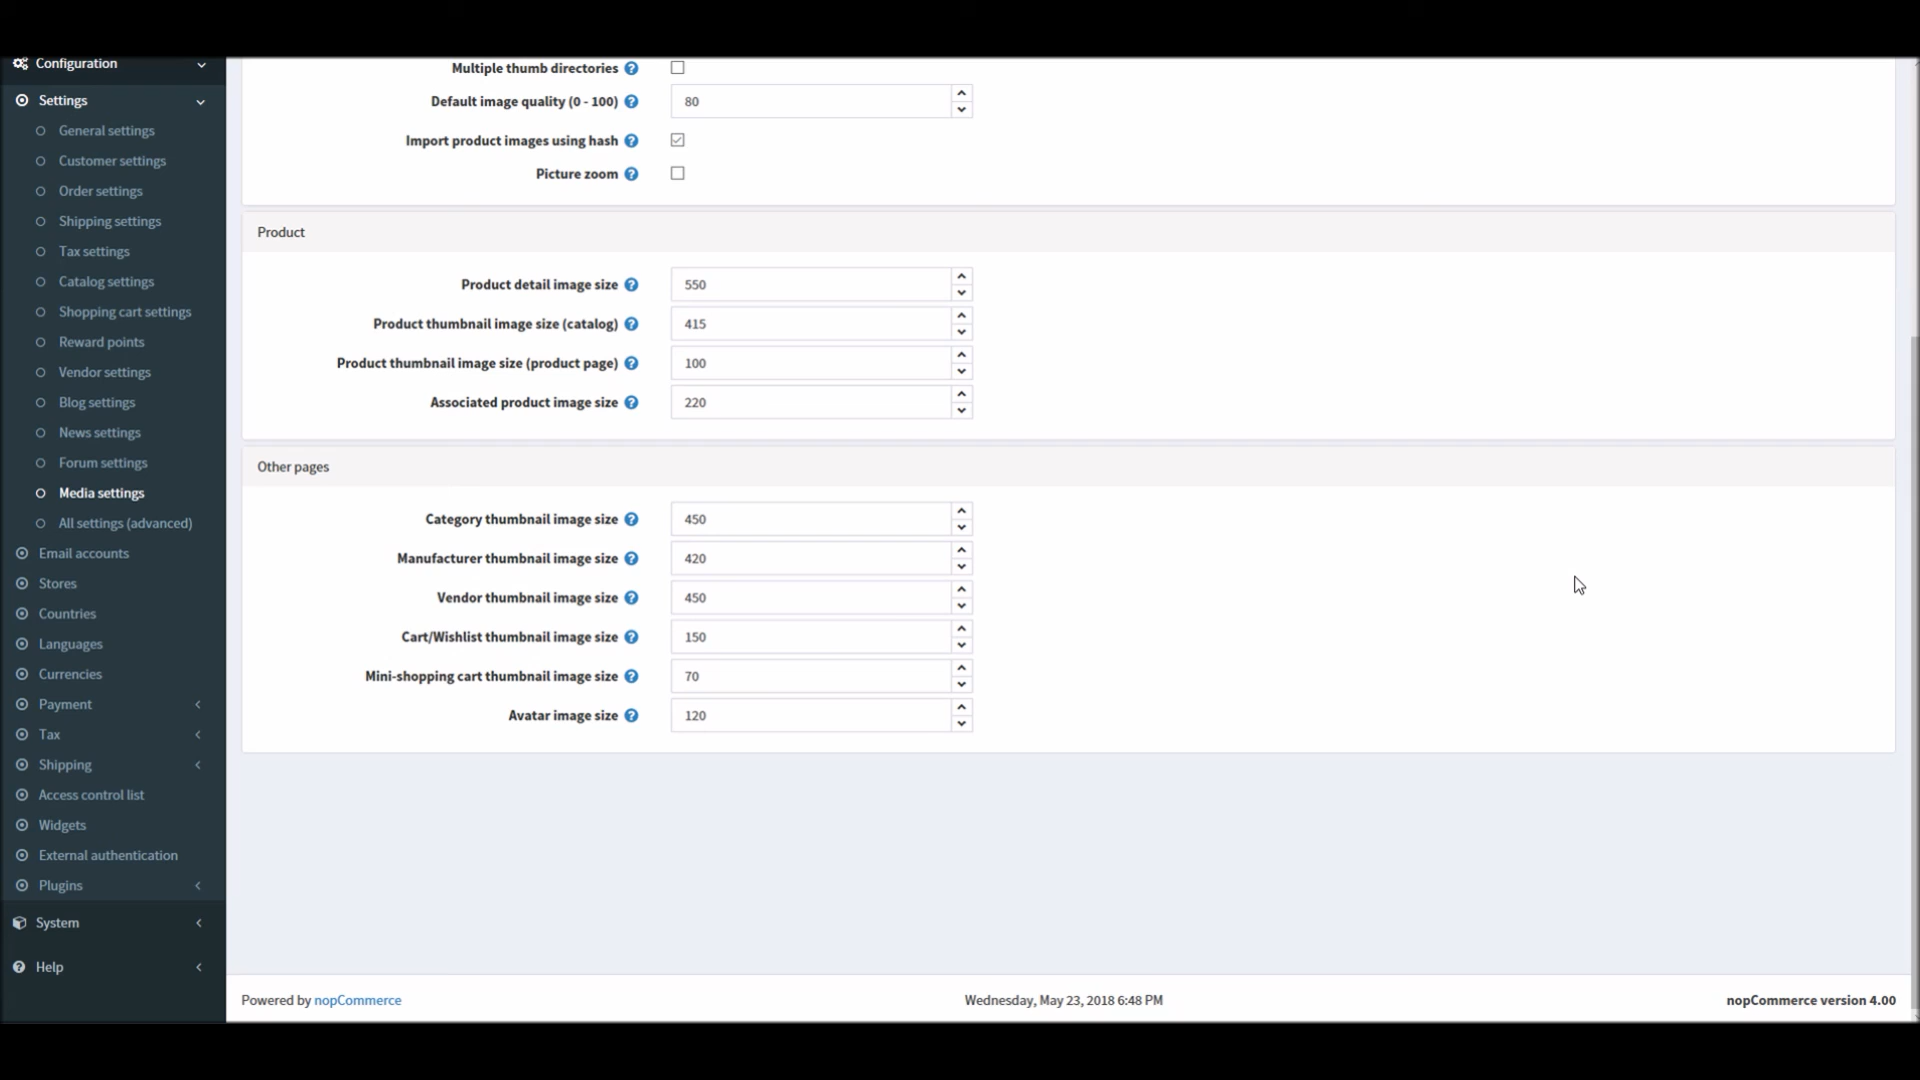 Configuration
Settings
General settings
Customer settings
Order settings
Shipping settings
Tax settings
Catalog settings
Shopping cart settings
Reward points
Vendor settings
Blog settings
News settings
Forum settings
Media settings
All settings (advanced)
Email accounts
Stores
Countries
Languages
Currencies
Payment
Tax
Shipping
Access control list
Widgets
External authentication
Plugins
System
Help
Multiple thumb directories
Default image quality (0 - 100) 80
Import product images using hash
Picture zoom
Product
Product detail image size 550
Product thumbnail image size (catalog) 415
Product thumbnail image size (product page) 100
Associated product image size 220
Other pages
Category thumbnail image size 450
Manufacturer thumbnail image size 420
Vendor thumbnail image size 450
Cart/Wishlist thumbnail image size 150
Mini-shopping cart thumbnail image size 70
Avatar image size 120
Powered by nopCommerce Wednesday, May 23, 2018 6:48 PM nopCommerce version 4.00